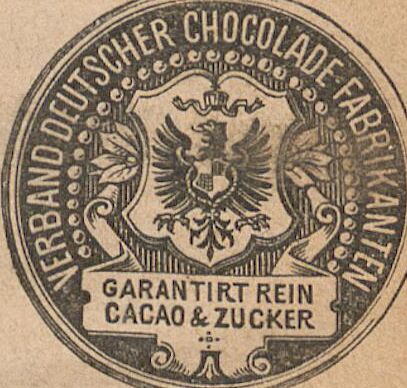 VERBAND DEUTSCHER CHOCOLADE-FABRIKANTEN
GARANTIRT REIN
CACAO & ZUCKER